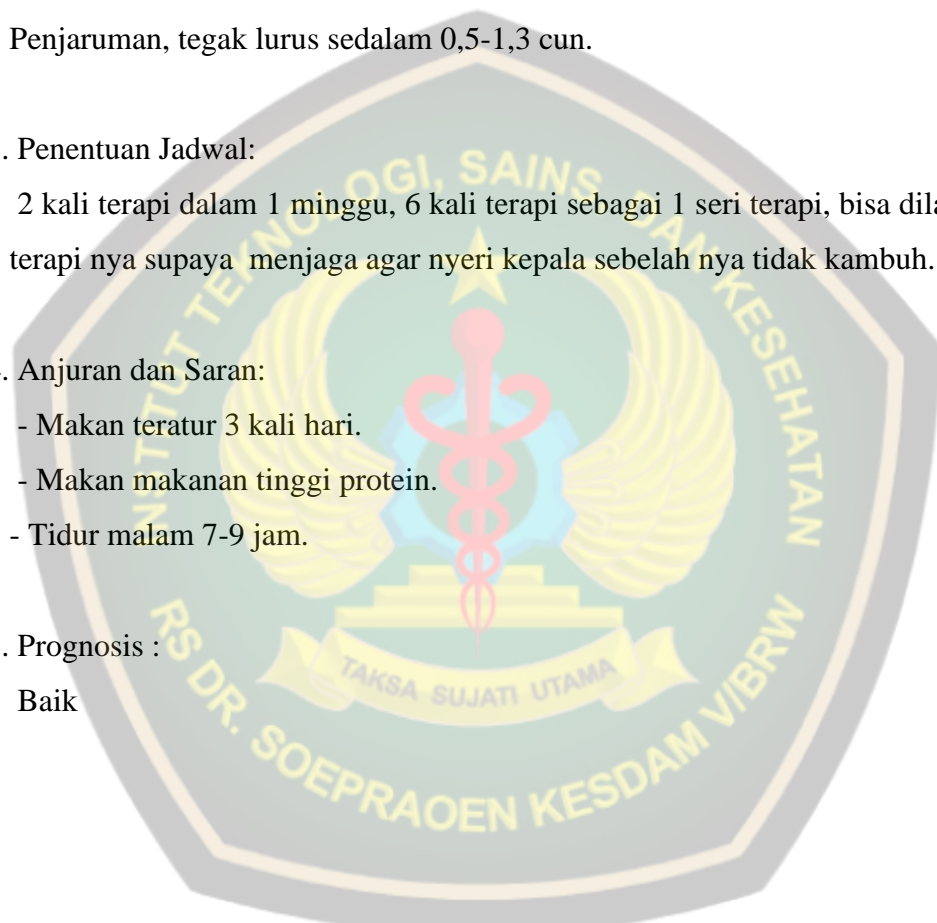 Penjaruman, tegak lurus sedalam 0,5-1,3 cun.
. Penentuan Jadwal:
2 kali terapi dalam 1 minggu, 6 kali terapi sebagai 1 seri terapi, bisa
terapi nya supaya menjaga agar nyeri kepala sebelah nya tidak kambuh.
. Anjuran dan Saran:
- Makan teratur 3 kali hari.
- Makan makanan tinggi protein.
- Tidur malam 7-9 jam.
. Prognosis :
Baik
INSTITUT TEKNOLOGI, SAINS, DAN KESEHATAN
TAKSA SUJATI UTAMA
RS DR. SOEPRAOEN KESDAM V/BRW